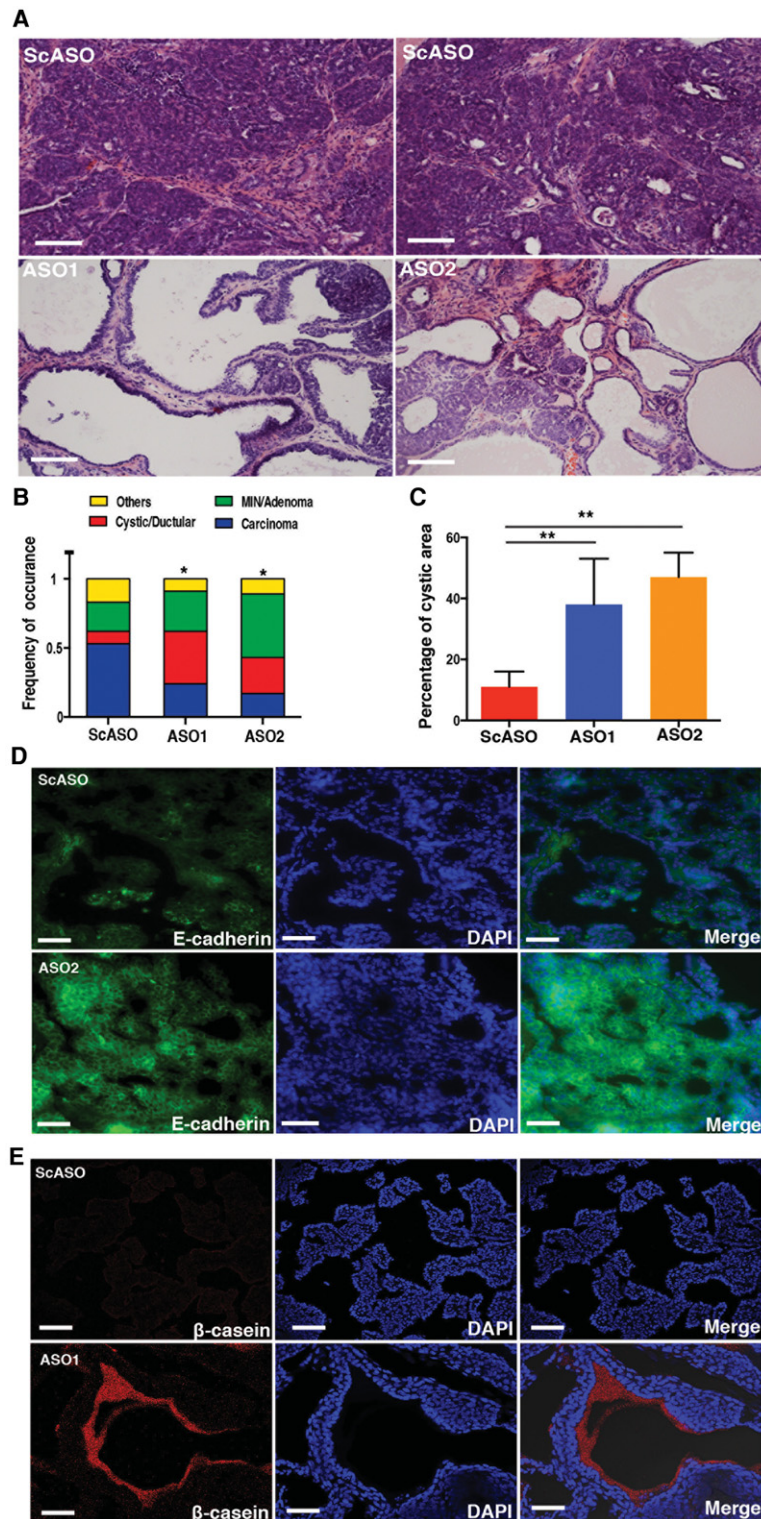 A
ScASO
ScASO
ASO1
ASO2
B
Others
MIN/Adenoma
Cystic/Ductular
Carcinoma
*
*
1
0.5
0
Frequency of occurance
ScASO
ASO1
ASO2
C
**
**
60
40
20
0
Percentage of cystic area
ScASO
ASO1
ASO2
D
ScASO
E-cadherin
DAPI
Merge
ASO2
E-cadherin
DAPI
Merge
E
ScASO
β-casein
DAPI
Merge
ASO1
β-casein
DAPI
Merge